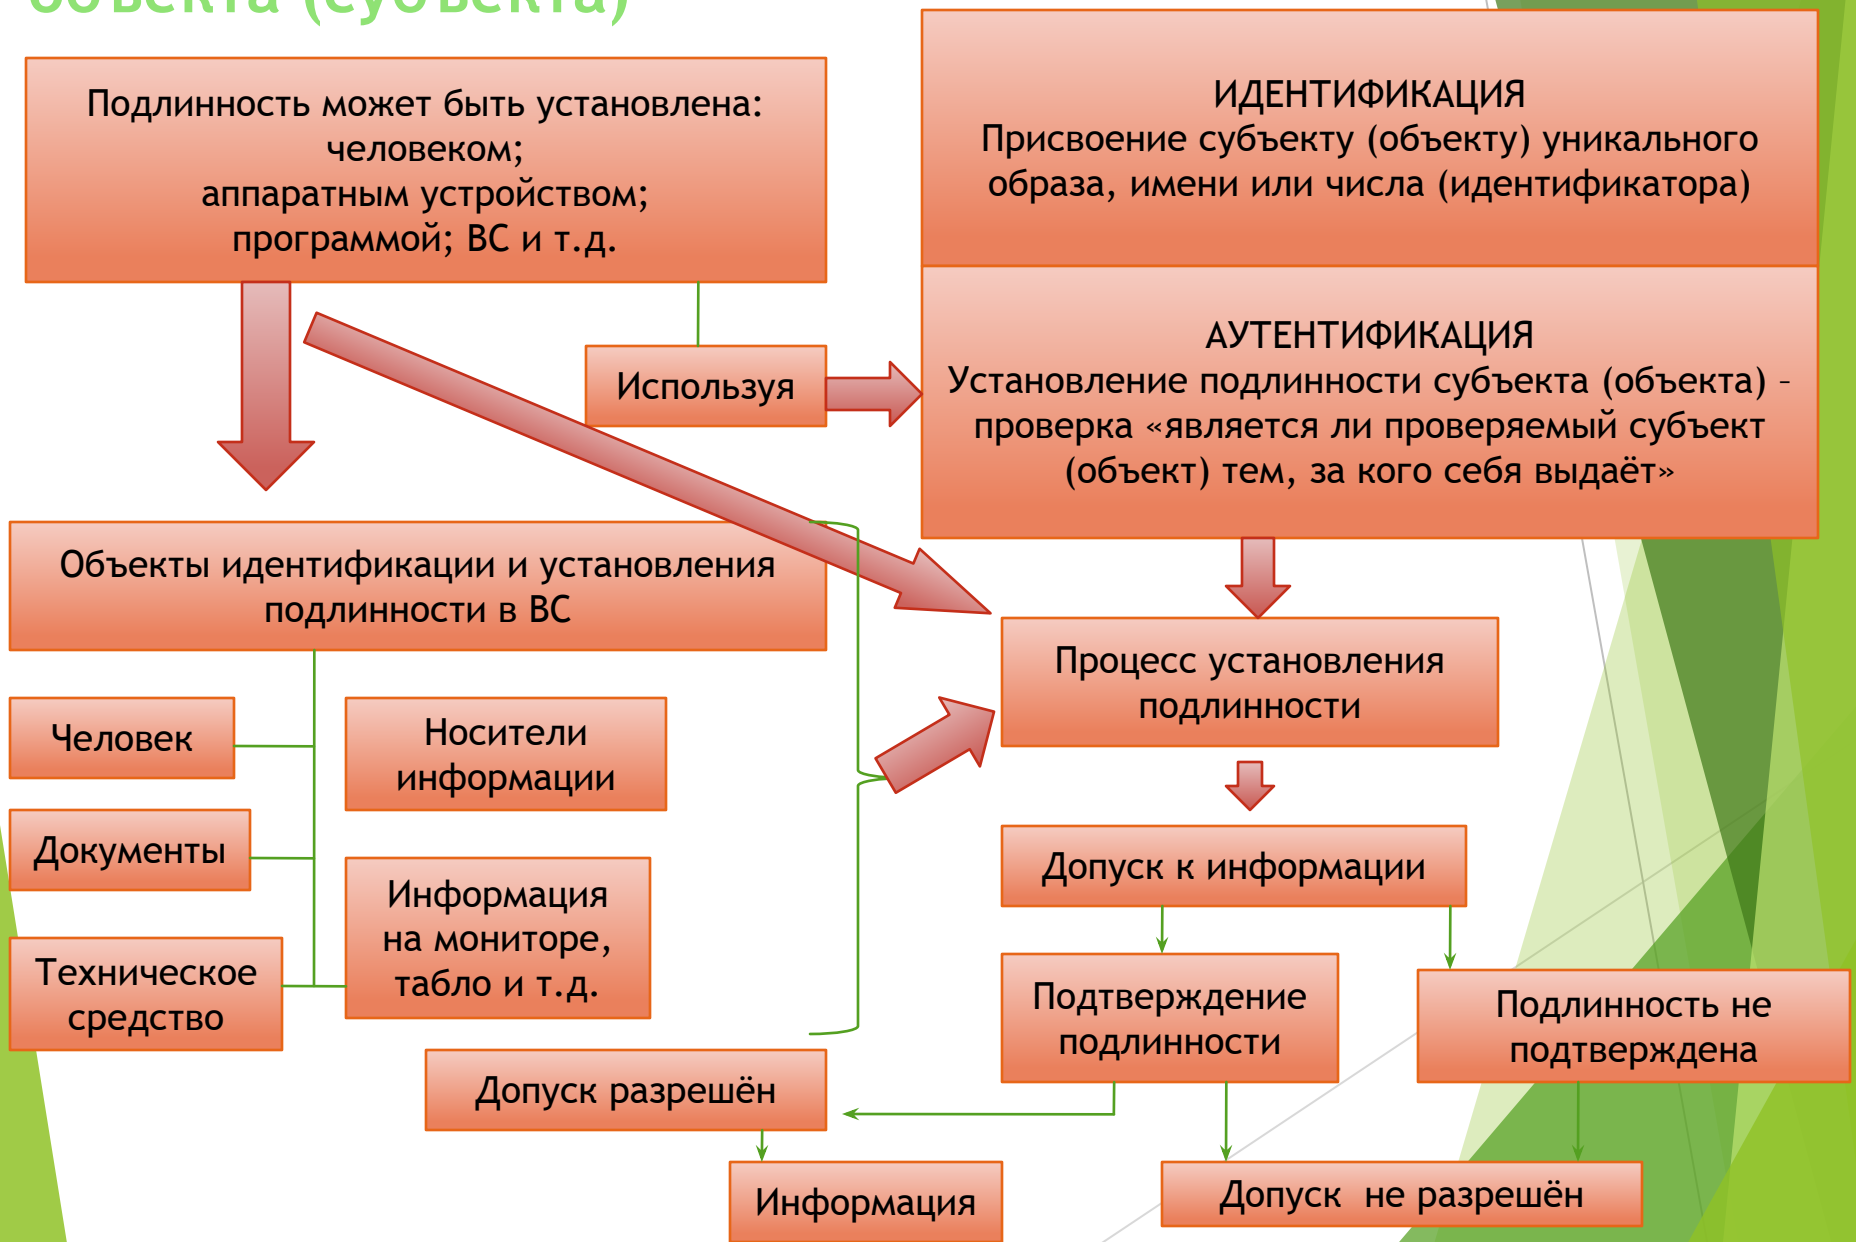 объекта (субъекта)
Подлинность может быть установлена:
человеком;
аппаратным устройством;
программой; ВС и т.д.
ИДЕНТИФИКАЦИЯ
Присвоение субъекту (объекту) уникального
образа, имени или числа (идентификатора)
Используя
АУТЕНТИФИКАЦИЯ
Установление подлинности субъекта (объекта) –
проверка «является ли проверяемый субъект
(объект) тем, за кого себя выдаёт»
Объекты идентификации и установления
подлинности в ВС
Человек
Носители
информации
Документы
Информация
на мониторе,
табло и т.д.
Техническое
средство
Процесс установления
подлинности
Допуск к информации
Подтверждение
подлинности
Подлинность не
подтверждена
Допуск разрешён
Информация
Допуск  не разрешён